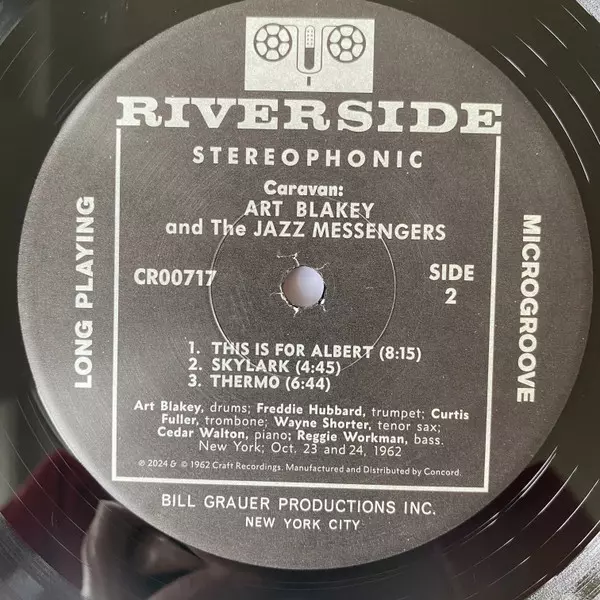 RIVERSIDE
STEREOPHONIC
Caravan:
ART BLAKEY
and The JAZZ MESSENGERS
LONG PLAYING
CR00717
SIDE
2
MICROGROOVE
1. THIS IS FOR ALBERT (8:15)
2. SKYLARK (4:45)
3. THERMO (6:44)
Art Blakey, drums; Freddie Hubbard, trumpet; Curtis
Fuller, trombone; Wayne Shorter, tenor sax;
Cedar Walton, piano; Reggie Workman, bass.
New York; Oct. 23 and 24, 1962
℗ 2024 & © 1962 Craft Recordings. Manufactured and Distributed by Concord.
BILL GRAUER PRODUCTIONS INC.
NEW YORK CITY